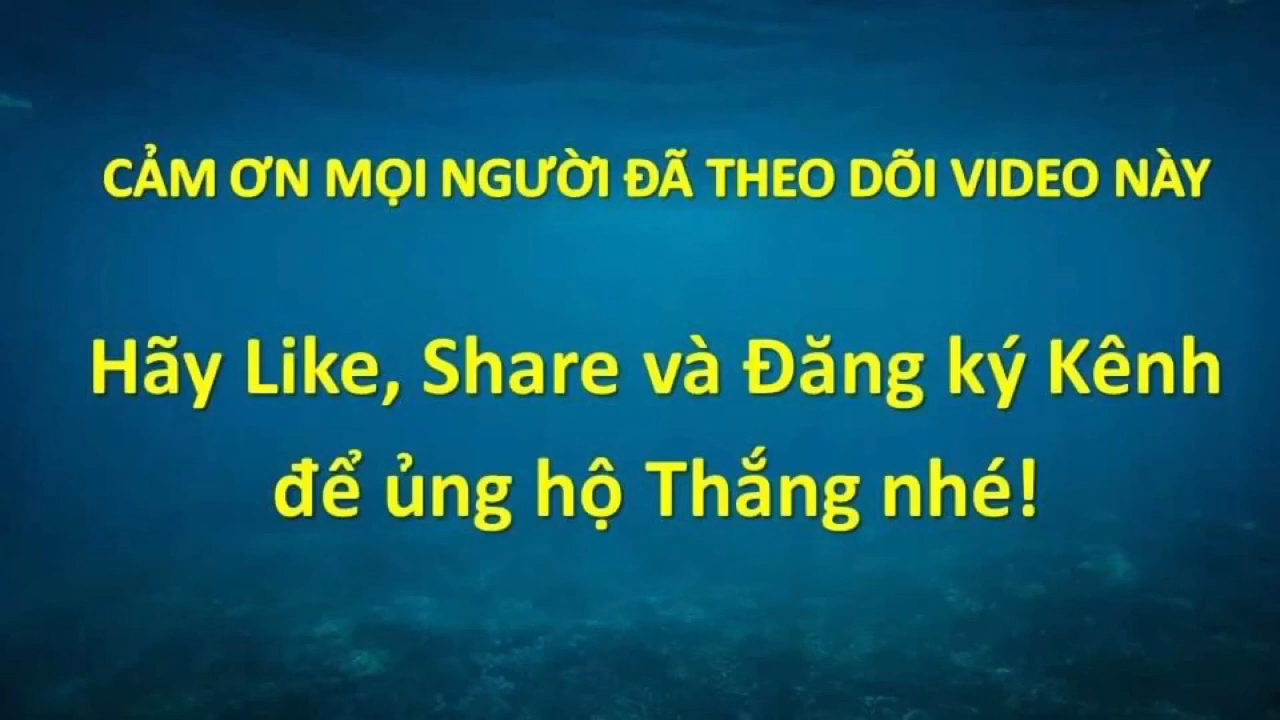 CẢM ƠN MỌI NGƯỜI ĐÃ THEO DÕI VIDEO NÀY
Hãy Like, Share và Đăng ký Kênh
để ủng hộ Thắng nhé!